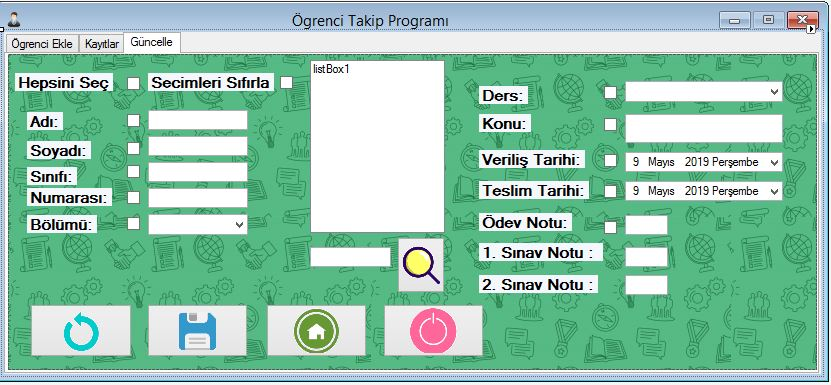 Ögrenci Takip Programı
Ögrenci Ekle Kayıtlar Güncelle
Hepsini Seç Secimleri Sıfırla
Adı:
Soyadı:
Sınıfı:
Numarası:
Bölümü:
listBox1
Ders:
Konu:
Veriliş Tarihi: 9 Mayıs 2019 Perşembe
Teslim Tarihi: 9 Mayıs 2019 Perşembe
Ödev Notu:
1. Sınav Notu :
2. Sınav Notu :